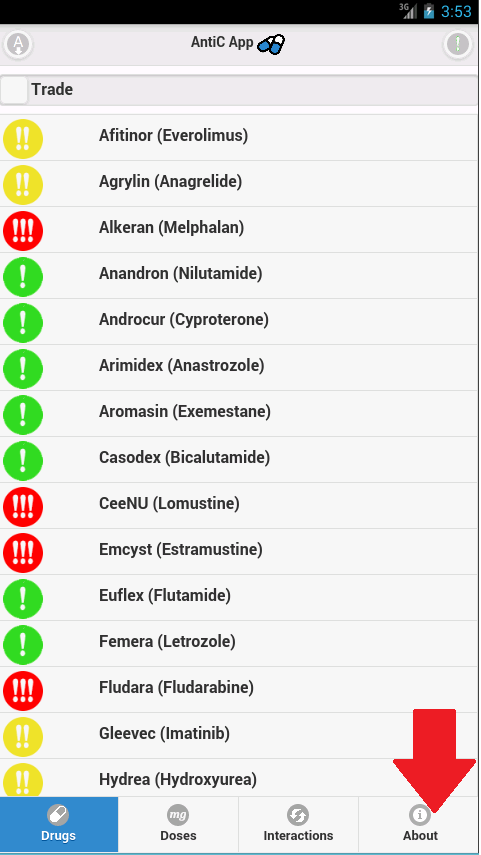 3G 3:53
A AntiC App !
Trade
!! Afitinor (Everolimus)
!! Agrylin (Anagrelide)
!!! Alkeran (Melphalan)
! Anandron (Nilutamide)
! Androcur (Cyproterone)
! Arimidex (Anastrozole)
! Aromasin (Exemestane)
! Casodex (Bicalutamide)
!!! CeeNU (Lomustine)
!!! Emcyst (Estramustine)
! Euflex (Flutamide)
! Femera (Letrozole)
!!! Fludara (Fludarabine)
!! Gleevec (Imatinib)
!! Hydrea (Hydroxyurea)
mg i
Drugs Doses Interactions About